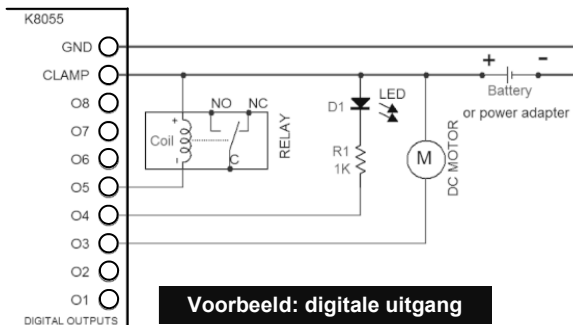 K8055
GND
CLAMP
O8
O7
O6
O5
O4
O3
O2
O1
DIGITAL OUTPUTS
+
Coil
-
NO
NC
C
RELAY
D1
LED
R1
1K
M
DC MOTOR
+
-
Battery
or power adapter
Voorbeeld: digitale uitgang